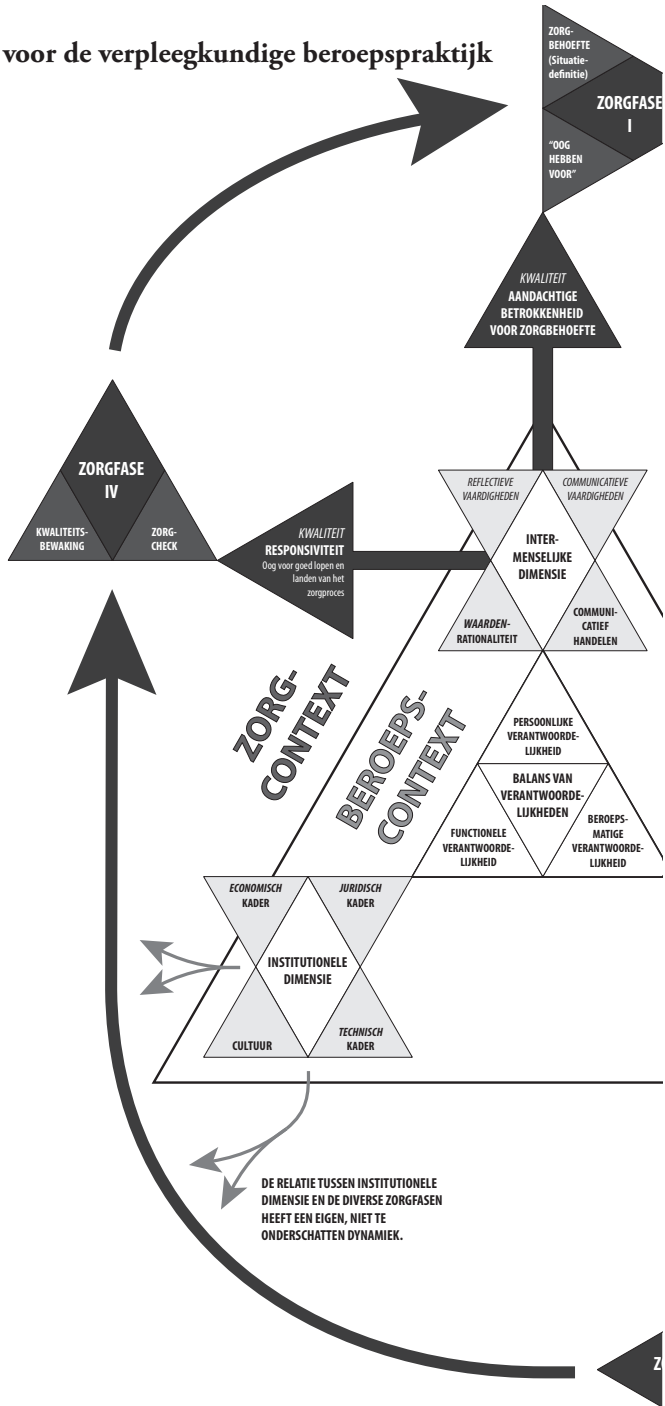 voor de verpleegkundige beroepspraktijk
ZORG-
BEHOEFTE
(Situatie-
definitie)
ZORGFASE
I
“OOG
HEBBEN
VOOR”
KWALITEIT
AANDACHTIGE
BETROKKENHEID
VOOR ZORGBEHOEFTE
ZORGFASE
IV
KWALITEITS-
BEWAKING
ZORG-
CHECK
KWALITEIT
RESPONSIVITEIT
Oog voor goed lopen en
landen van het
zorgproces
REFLECTIEVE
VAARDIGHEDEN
COMMUNICATIEVE
VAARDIGHEDEN
INTER-
MENSELIJKE
DIMENSIE
WAARDEN-
RATIONALITEIT
COMMUNI-
CATIEF
HANDELEN
ZORG-
CONTEXT
BEROEPS-
CONTEXT
PERSOONLIJKE
VERANTWOORDE-
LIJKHEID
BALANS VAN
VERANTWOORDE-
LIJKHEDEN
FUNCTIONELE
VERANTWOORDE-
LIJKHEID
BEROEPS-
MATIGE
VERANTWOORDE-
LIJKHEID
ECONOMISCH
KADER
JURIDISCH
KADER
INSTITUTIONELE
DIMENSIE
CULTUUR
TECHNISCH
KADER
DE RELATIE TUSSEN INSTITUTIONELE
DIMENSIE EN DE DIVERSE ZORGFASEN
HEEFT EEN EIGEN, NIET TE
ONDERSCHATTEN DYNAMIEK.